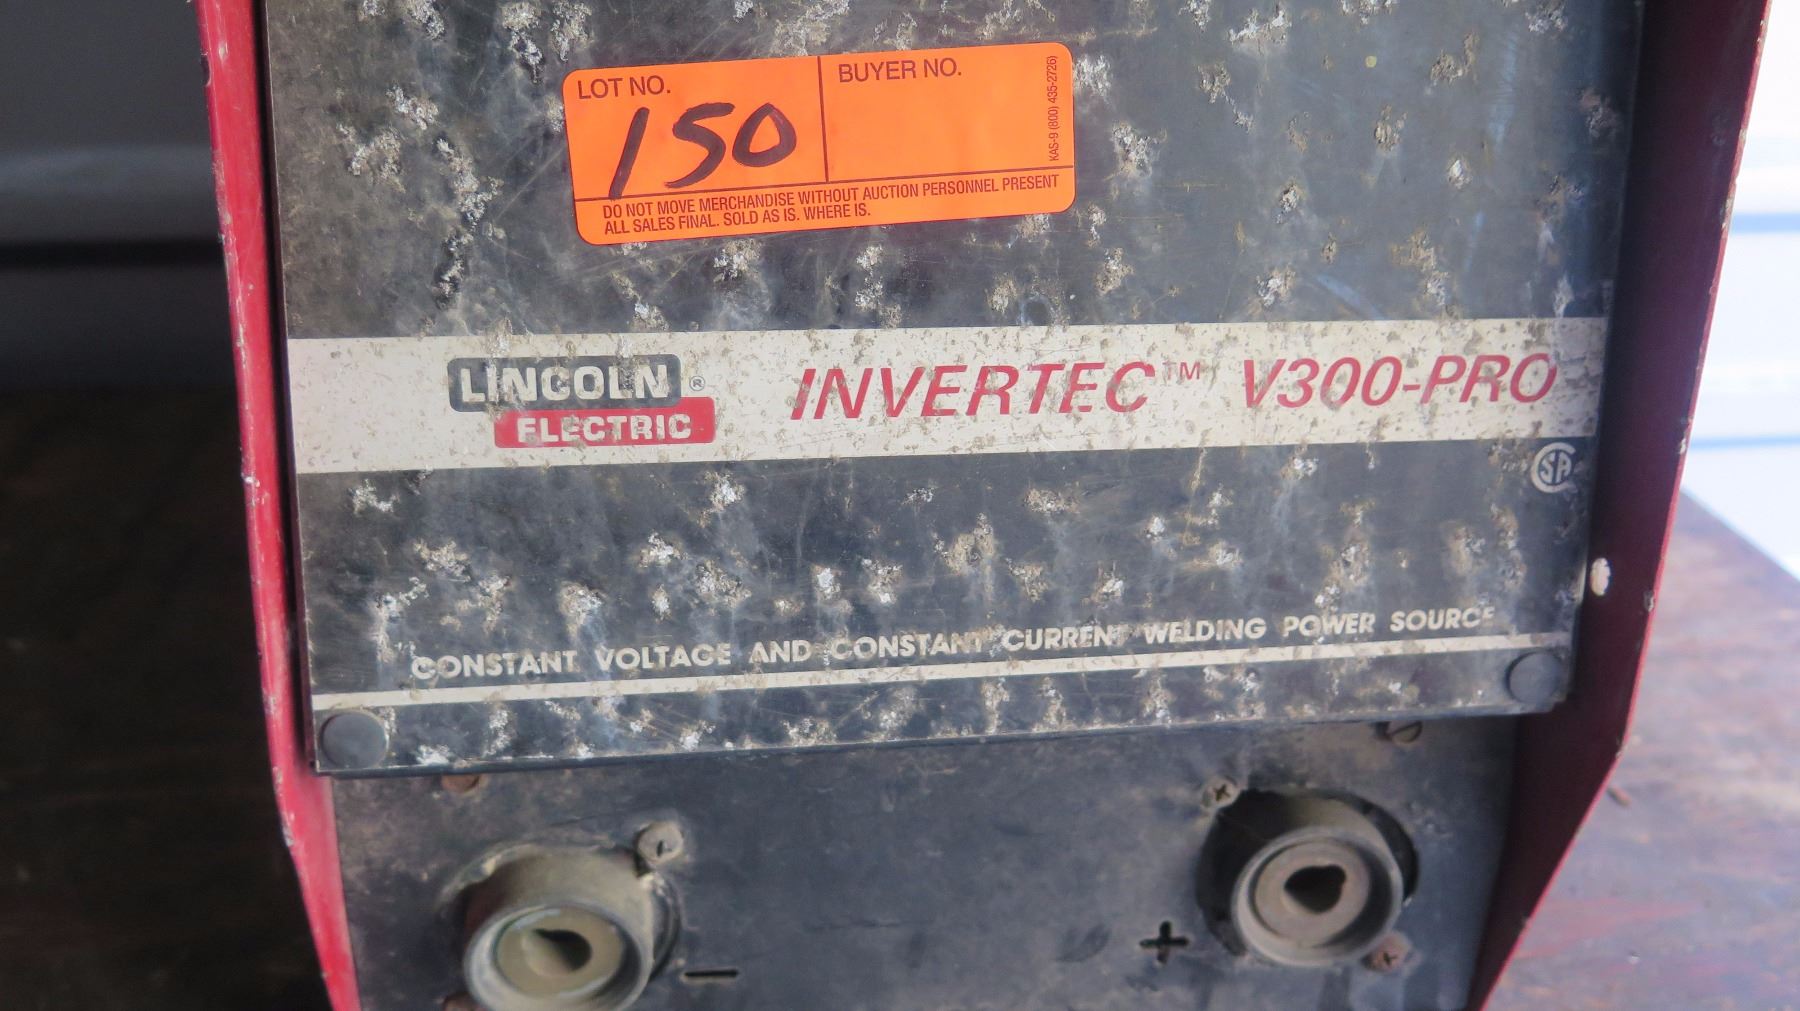 LOT NO.
150
BUYER NO.
KAS-9 (800) 435-2726)
DO NOT MOVE MERCHANDISE WITHOUT AUCTION PERSONNEL PRESENT
ALL SALES FINAL. SOLD AS IS. WHERE IS.
LINCOLN ®
ELECTRIC
INVERTEC™ V300-PRO
SA
CONSTANT VOLTAGE AND CONSTANT CURRENT WELDING POWER SOURCE
− +